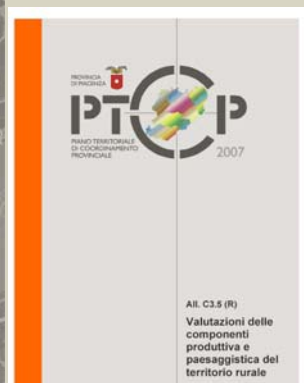 PROVINCIA
DI PIACENZA
PTCP
PIANO TERRITORIALE
DI COORDINAMENTO
PROVINCIALE
2007
All. C3.5 (R)
Valutazioni delle
componenti
produttiva e
paesaggistica del
territorio rurale